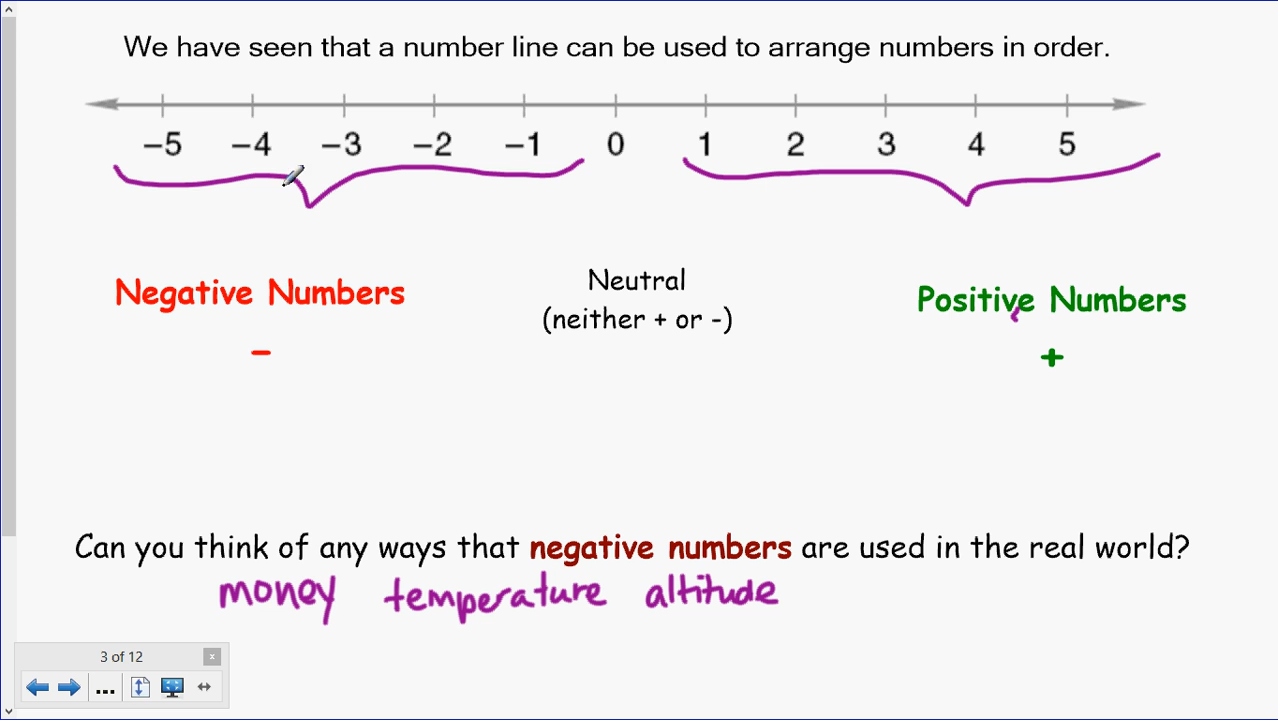 We have seen that a number line can be used to arrange numbers in order.
−5 −4 −3 −2 −1 0 1 2 3 4 5
Negative Numbers
−
Neutral
(neither + or -)
Positive Numbers
+
Can you think of any ways that negative numbers are used in the real world?
money temperature altitude
3 of 12
...